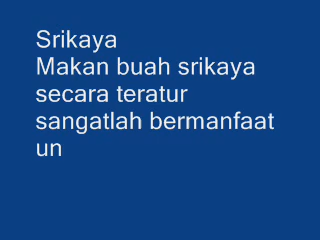 Srikaya
Makan buah srikaya
secara teratur
sangatlah bermanfaat
un